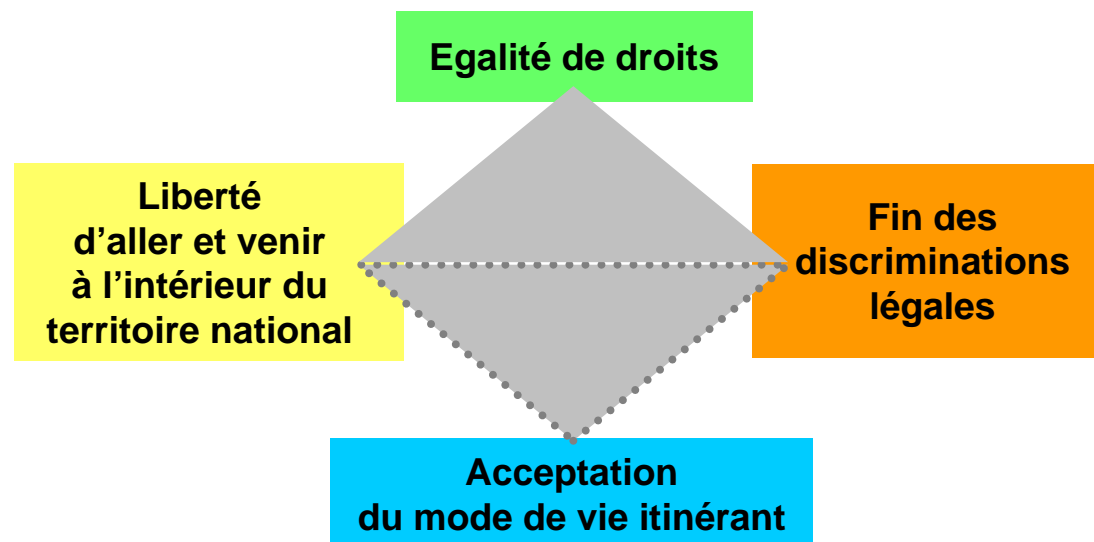 Egalité de droits
Liberté
d’aller et venir
à l’intérieur du
territoire national
Fin des
discriminations
légales
Acceptation
du mode de vie itinérant